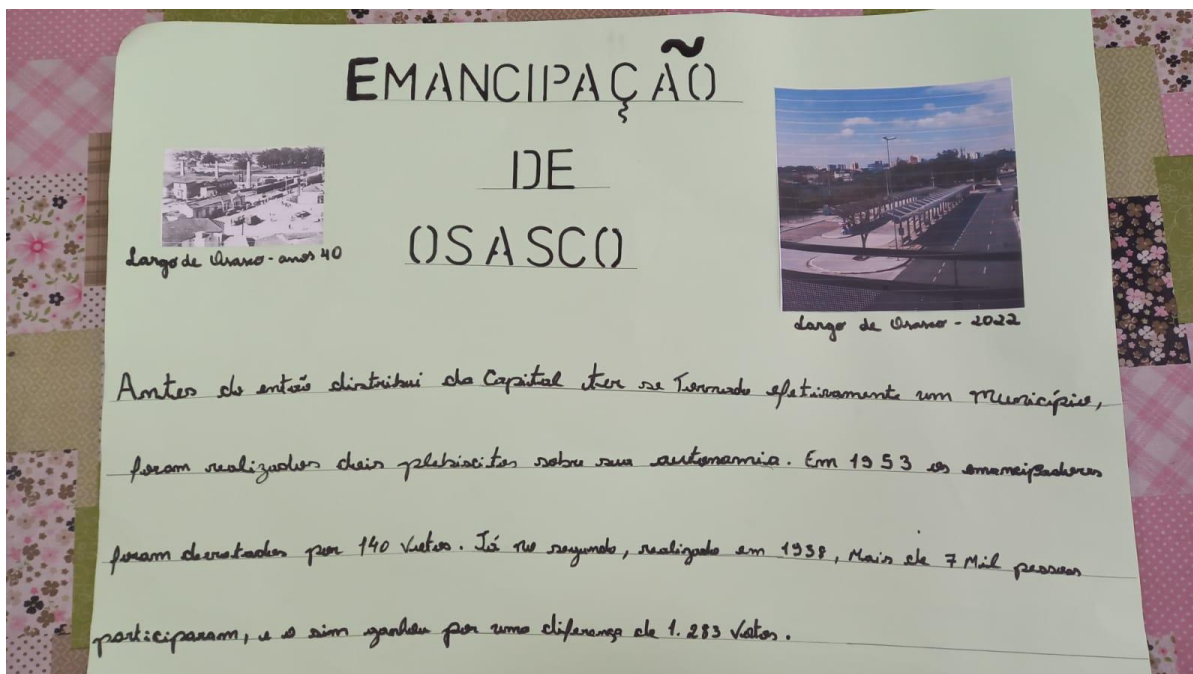 EMANCIPAÇÃO
DE
OSASCO
Largo de Osasco - anos 40
Largo de Osasco - 2022
Antes do então distribui da Capital ter se Tornado efetivamente um Município,
foram realizados dois plebiscitos sobre sua autonomia. Em 1953 os emancipadores
foram derrotados por 140 Votos. Já no segundo, realizado em 1938, Mais de 7 Mil pessoas
participaram, e o sim ganhou por uma diferença de 1.283 Votos.